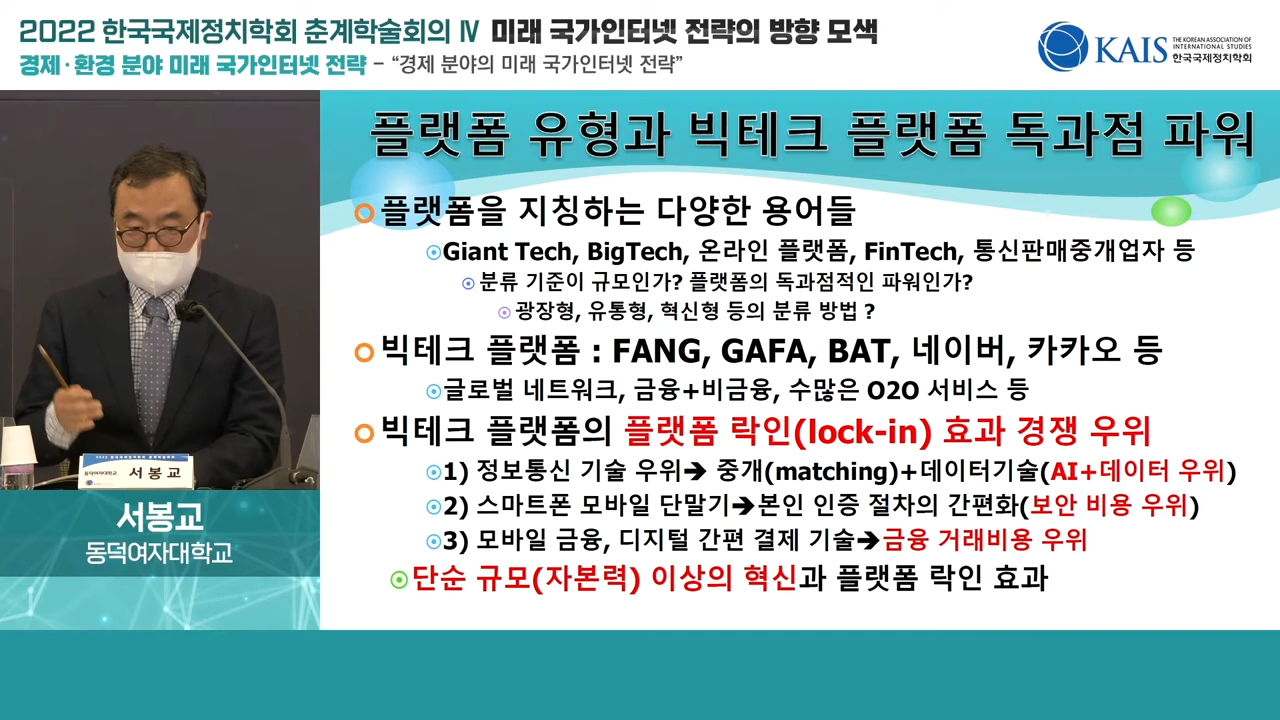 2022 한국국제정치학회 춘계학술회의 Ⅳ 미래 국가인터넷 전략의 방향 모색
경제·환경 분야 미래 국가인터넷 전략 – “경제 분야의 미래 국가인터넷 전략”
KAIS
THE KOREAN ASSOCIATION OF
INTERNATIONAL STUDIES
한국국제정치학회
플랫폼 유형과 빅테크 플랫폼 독과점 파워
플랫폼을 지칭하는 다양한 용어들
Giant Tech, BigTech, 온라인 플랫폼, FinTech, 통신판매중개업자 등
분류 기준이 규모인가? 플랫폼의 독과점적인 파워인가?
광장형, 유통형, 혁신형 등의 분류 방법 ?
빅테크 플랫폼 : FANG, GAFA, BAT, 네이버, 카카오 등
글로벌 네트워크, 금융+비금융, 수많은 O2O 서비스 등
빅테크 플랫폼의 플랫폼 락인(lock-in) 효과 경쟁 우위
1) 정보통신 기술 우위➔ 중개(matching)+데이터기술(AI+데이터 우위)
2) 스마트폰 모바일 단말기➔본인 인증 절차의 간편화(보안 비용 우위)
3) 모바일 금융, 디지털 간편 결제 기술➔금융 거래비용 우위
단순 규모(자본력) 이상의 혁신과 플랫폼 락인 효과
동덕여자대학교 서 봉 교
서봉교
동덕여자대학교